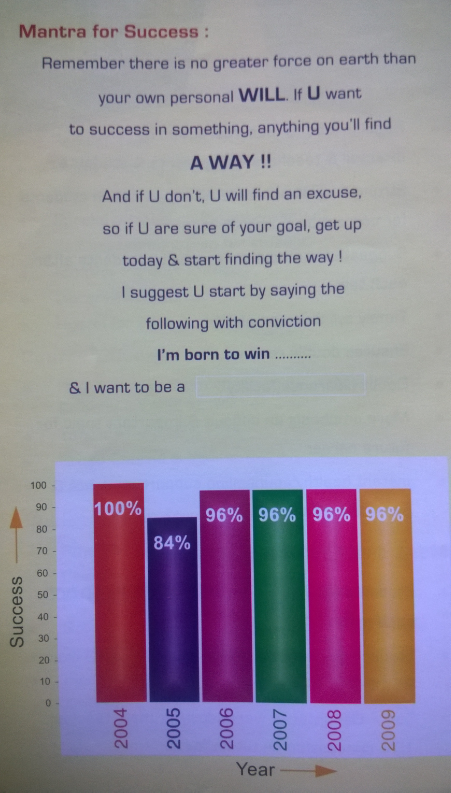 Mantra for Success :
Remember there is no greater force on earth than
your own personal WILL. If U want
to success in something, anything you'll find
A WAY !!
And if U don't, U will find an excuse,
so if U are sure of your goal, get up
today & start finding the way !
I suggest U start by saying the
following with conviction
I'm born to win ..........
& I want to be a
100
90
80
70
60
50
40
30
20
10
0
Success
100%
84%
96%
96%
96%
96%
2004
2005
2006
2007
2008
2009
Year